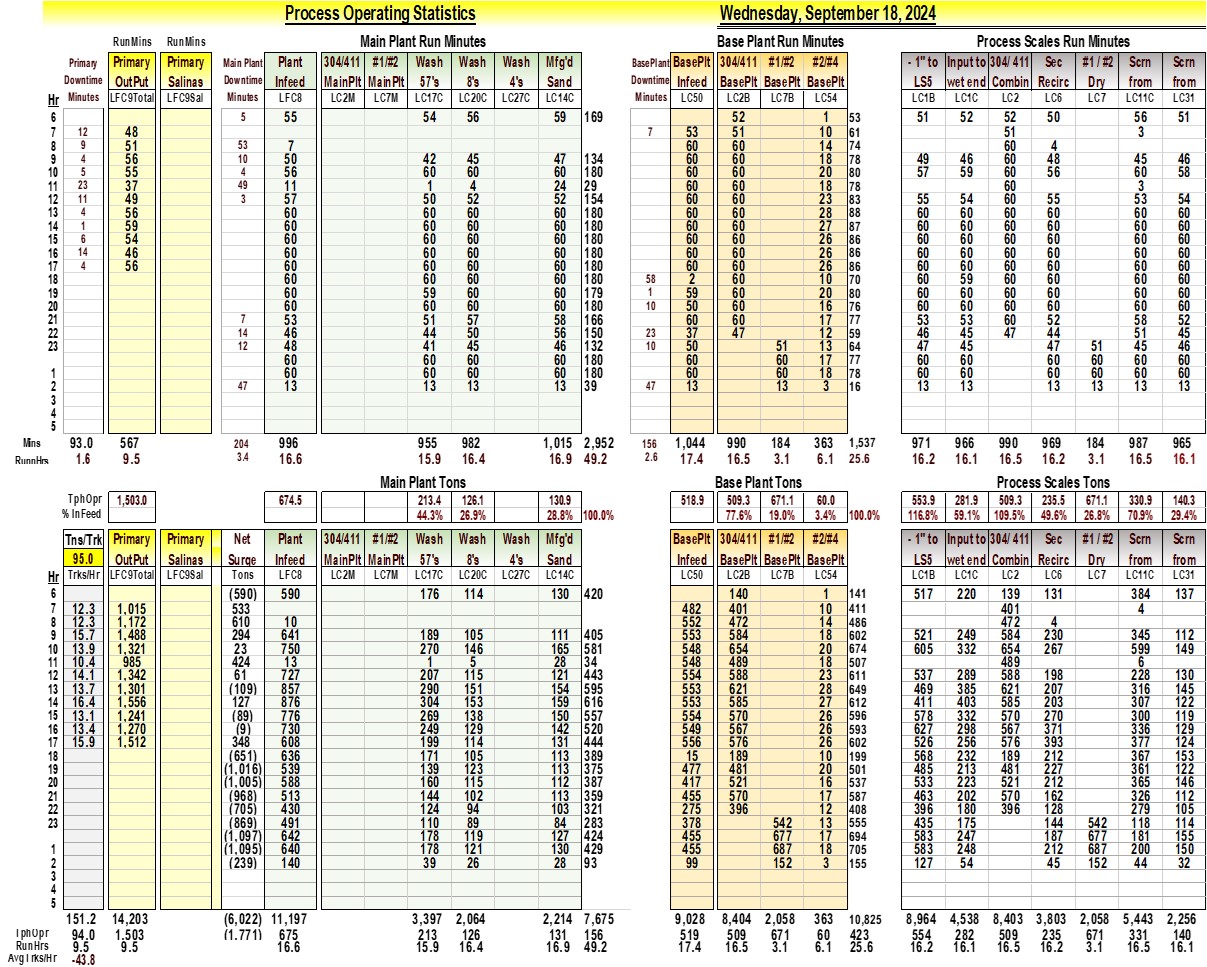 Process Operating Statistics Wednesday, September 18, 2024
RunMins RunMins Main Plant Run Minutes Base Plant Run Minutes Process Scales Run Minutes
Primary Primary Primary Main Plant Plant 304/411 #1/#2 Wash Wash Wash Mfg'd BasePlant BasePlt 304/411 #1/#2 #2/#4 - 1" to Input to 304/ 411 Sec #1 / #2 Scrn Scrn
Downtime OutPut Salinas Downtime Infeed MainPlt MainPlt 57's 8's 4's Sand Downtime Infeed BasePlt BasePlt BasePlt LS5 wet end Combin Recirc Dry from from
Hr Minutes LFC9Total LFC9Sal Minutes LFC8 LC2M LC7M LC17C LC20C LC27C LC14C Minutes LC50 LC2B LC7B LC54 LC1B LC1C LC2 LC6 LC7 LC11C LC31
6 5 55 54 56 59 169 52 1 53 51 52 52 50 56 51
7 12 48 7 53 51 10 61 51 3
8 9 51 53 7 60 60 14 74 60 4
9 4 56 10 50 42 45 47 134 60 60 18 78 49 46 60 48 45 46
10 5 55 4 56 60 60 60 180 60 60 20 80 57 59 60 56 60 58
11 23 37 49 11 1 4 24 29 60 60 18 78 60 3
12 11 49 3 57 50 52 52 154 60 60 23 83 55 54 60 55 53 54
13 4 56 60 60 60 60 180 60 60 28 88 60 60 60 60 60 60
14 1 59 60 60 60 60 180 60 60 27 87 60 60 60 60 60 60
15 6 54 60 60 60 60 180 60 60 26 86 60 60 60 60 60 60
16 14 46 60 60 60 60 180 60 60 26 86 60 60 60 60 60 60
17 4 56 60 60 60 60 180 60 60 26 86 60 60 60 60 60 60
18 60 60 60 60 180 58 2 60 10 70 60 59 60 60 60 60
19 60 59 60 60 179 1 59 60 20 80 60 60 60 60 60 60
20 60 60 60 60 180 10 50 60 16 76 60 60 60 60 60 60
21 7 53 51 57 58 166 60 60 17 77 53 53 60 52 58 52
22 14 46 44 50 56 150 23 37 47 12 59 46 45 47 44 51 45
23 12 48 41 45 46 132 10 50 51 13 64 47 45 47 51 45 46
60 60 60 60 180 60 60 17 77 60 60 60 60 60 60
1 60 60 60 60 180 60 60 18 78 60 60 60 60 60 60
2 47 13 13 13 13 39 47 13 13 3 16 13 13 13 13 13 13
3
4
5
Mins 93.0 567 204 996 955 982 1,015 2,952 156 1,044 990 184 363 1,537 971 966 990 969 184 987 965
RunnHrs 1.6 9.5 3.4 16.6 15.9 16.4 16.9 49.2 2.6 17.4 16.5 3.1 6.1 25.6 16.2 16.1 16.5 16.2 3.1 16.5 16.1
Main Plant Tons Base Plant Tons Process Scales Tons
TphOpr 1,503.0 674.5 213.4 126.1 130.9 518.9 509.3 671.1 60.0 553.9 281.9 509.3 235.5 671.1 330.9 140.3
% InFeed 44.3% 26.9% 28.8% 100.0% 77.6% 19.0% 3.4% 100.0% 116.8% 59.1% 109.5% 49.6% 26.8% 70.9% 29.4%
Tns/Trk Primary Primary Net Plant 304/411 #1/#2 Wash Wash Wash Mfg'd BasePlt 304/411 #1/#2 #2/#4 - 1" to Input to 304/ 411 Sec #1 / #2 Scrn Scrn
95.0 OutPut Salinas Surge Infeed MainPlt MainPlt 57's 8's 4's Sand Infeed BasePlt BasePlt BasePlt LS5 wet end Combin Recirc Dry from from
Hr Trks/Hr LFC9Total LFC9Sal Tons LFC8 LC2M LC7M LC17C LC20C LC27C LC14C LC50 LC2B LC7B LC54 LC1B LC1C LC2 LC6 LC7 LC11C LC31
6 (590) 590 176 114 130 420 140 1 141 517 220 139 131 384 137
7 12.3 1,015 533 482 401 10 411 401 4
8 12.3 1,172 610 10 552 472 14 486 472 4
9 15.7 1,488 294 641 189 105 111 405 553 584 18 602 521 249 584 230 345 112
10 13.9 1,321 23 750 270 146 165 581 548 654 20 674 605 332 654 267 599 149
11 10.4 985 424 13 1 5 28 34 548 489 18 507 489 6
12 14.1 1,342 61 727 207 115 121 443 554 588 23 611 537 289 588 198 228 130
13 13.7 1,301 (109) 857 290 151 154 595 553 621 28 649 469 385 621 207 316 145
14 16.4 1,556 127 876 304 153 159 616 553 585 27 612 411 403 585 203 307 122
15 13.1 1,241 (89) 776 269 138 150 557 554 570 26 596 578 332 570 270 300 119
16 13.4 1,270 (9) 730 249 129 142 520 549 567 26 593 627 298 567 371 336 129
17 15.9 1,512 348 608 199 114 131 444 556 576 26 602 526 256 576 393 377 124
18 (651) 636 171 105 113 389 15 189 10 199 568 232 189 212 367 153
19 (1,016) 539 139 123 113 375 477 481 20 501 485 213 481 227 361 122
20 (1,005) 588 160 115 112 387 417 521 16 537 533 223 521 212 365 146
21 (968) 513 144 102 113 359 455 570 17 587 463 202 570 162 326 112
22 (705) 430 124 94 103 321 275 396 12 408 396 180 396 128 279 105
23 (869) 491 110 89 84 283 378 542 13 555 435 175 144 542 118 114
(1,097) 642 178 119 127 424 455 677 17 694 583 247 187 677 181 155
1 (1,095) 640 178 121 130 429 455 687 18 705 583 248 212 687 200 150
2 (239) 140 39 26 28 93 99 152 3 155 127 54 45 152 44 32
3
4
5
151.2 14,203 (6,022) 11,197 3,397 2,064 2,214 7,675 9,028 8,404 2,058 363 10,825 8,964 4,538 8,403 3,803 2,058 5,443 2,256
TphOpr 94.0 1,503 (1,771) 675 213 126 131 156 519 509 671 60 423 554 282 509 235 671 331 140
RunHrs 9.5 9.5 16.6 15.9 16.4 16.9 49.2 17.4 16.5 3.1 6.1 25.6 16.2 16.1 16.5 16.2 3.1 16.5 16.1
AvgTrks/Hr -43.8